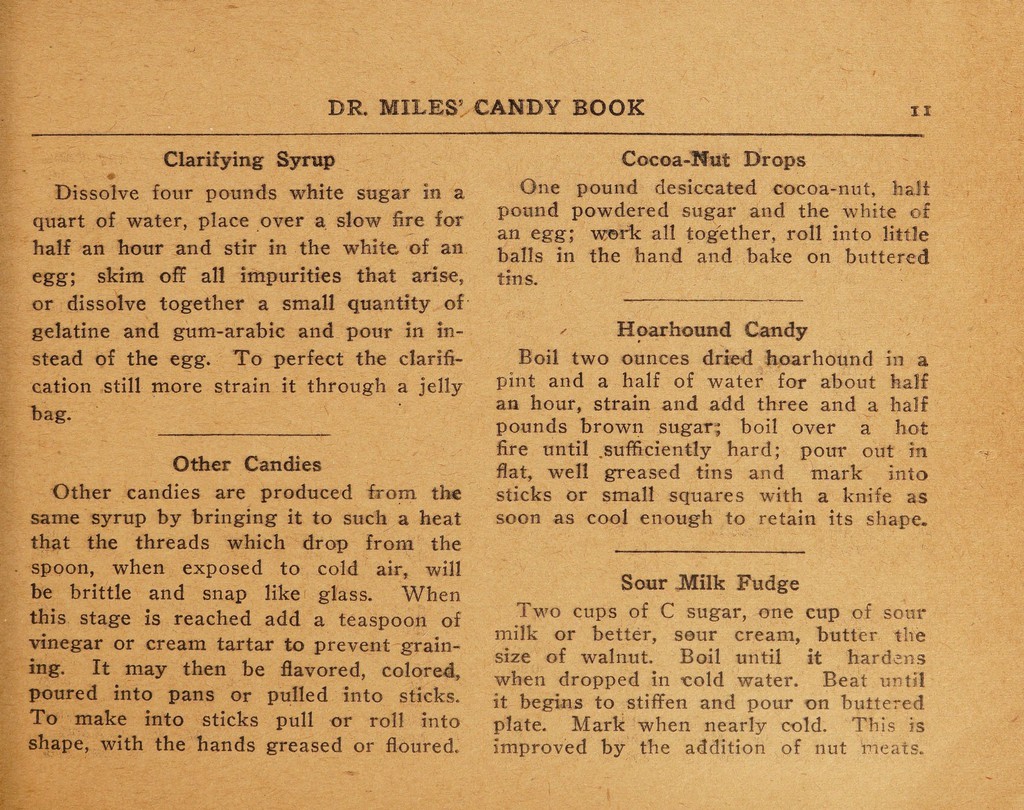 DR. MILES' CANDY BOOK
11
Clarifying Syrup
Dissolve four pounds white sugar in a
quart of water, place over a slow fire for
half an hour and stir in the white of an
egg; skim off all impurities that arise,
or dissolve together a small quantity of
gelatine and gum-arabic and pour in in-
stead of the egg. To perfect the clarifi-
cation still more strain it through a jelly
bag.
Other Candies
Other candies are produced from the
same syrup by bringing it to such a heat
that the threads which drop from the
spoon, when exposed to cold air, will
be brittle and snap like glass. When
this stage is reached add a teaspoon of
vinegar or cream tartar to prevent grain-
ing. It may then be flavored, colored,
poured into pans or pulled into sticks.
To make into sticks pull or roll into
shape, with the hands greased or floured.
Cocoa-Nut Drops
One pound desiccated cocoa-nut, half
pound powdered sugar and the white of
an egg; work all together, roll into little
balls in the hand and bake on buttered
tins.
Hoarhound Candy
Boil two ounces dried hoarhound in a
pint and a half of water for about half
an hour, strain and add three and a half
pounds brown sugar; boil over a hot
fire until sufficiently hard; pour out in
flat, well greased tins and mark into
sticks or small squares with a knife as
soon as cool enough to retain its shape.
Sour Milk Fudge
Two cups of C sugar, one cup of sour
milk or better, sour cream, butter the
size of walnut. Boil until it hardens
when dropped in cold water. Beat until
it begins to stiffen and pour on buttered
plate. Mark when nearly cold. This is
improved by the addition of nut meats.